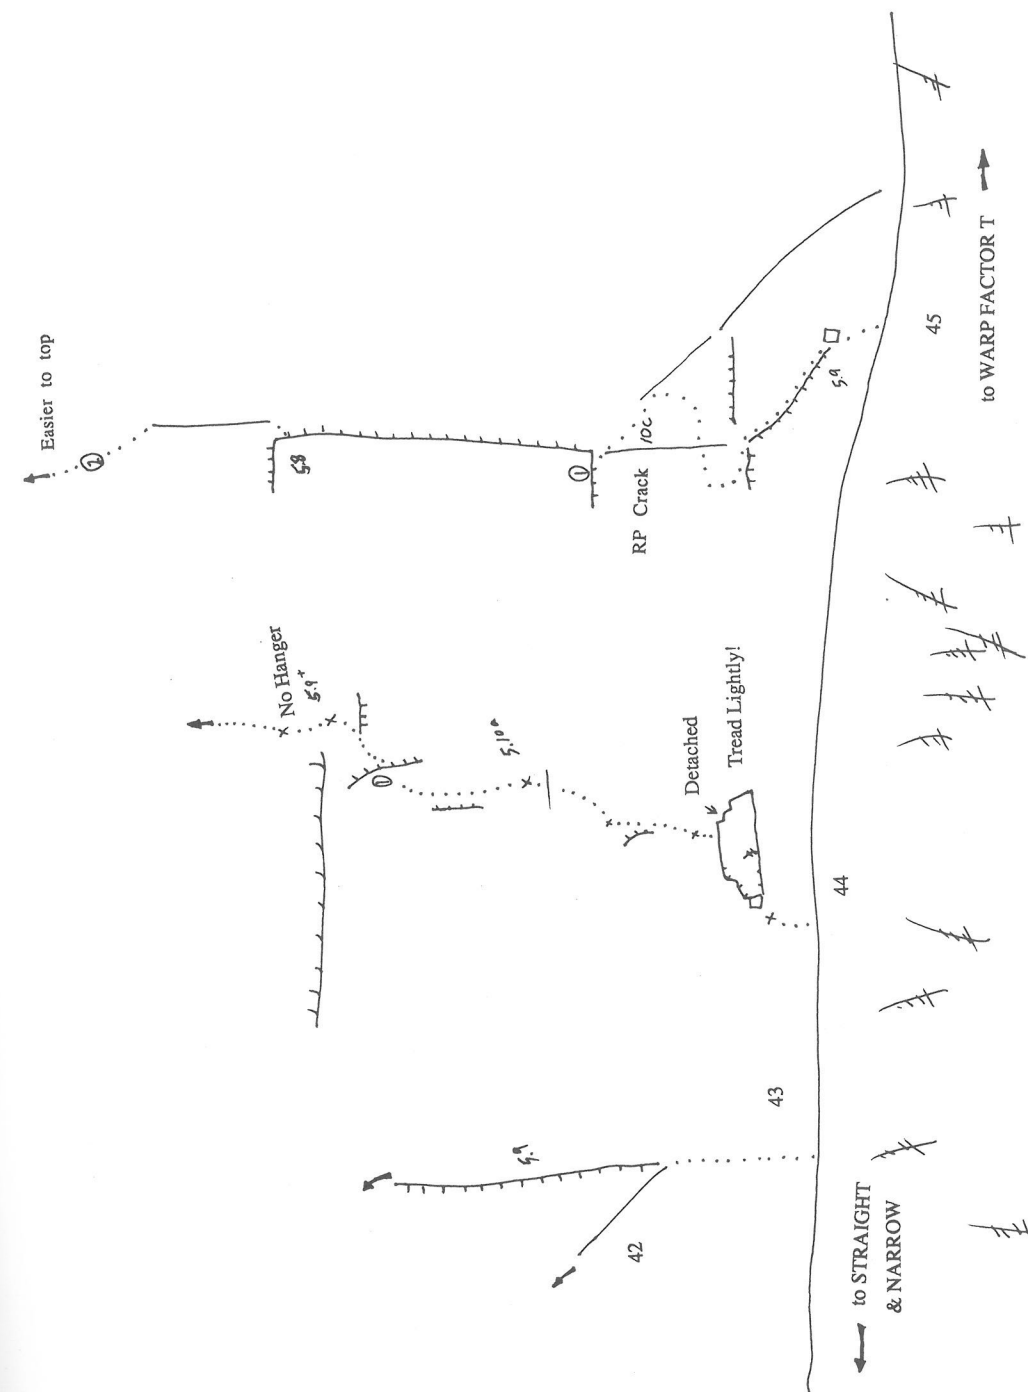 Easier to top
②
5.8
①
10c
RP Crack
5.9
45
to WARP FACTOR T
No Hanger
5.9+
①
5.10a
Detached
Tread Lightly!
44
5.9
43
42
to STRAIGHT
& NARROW